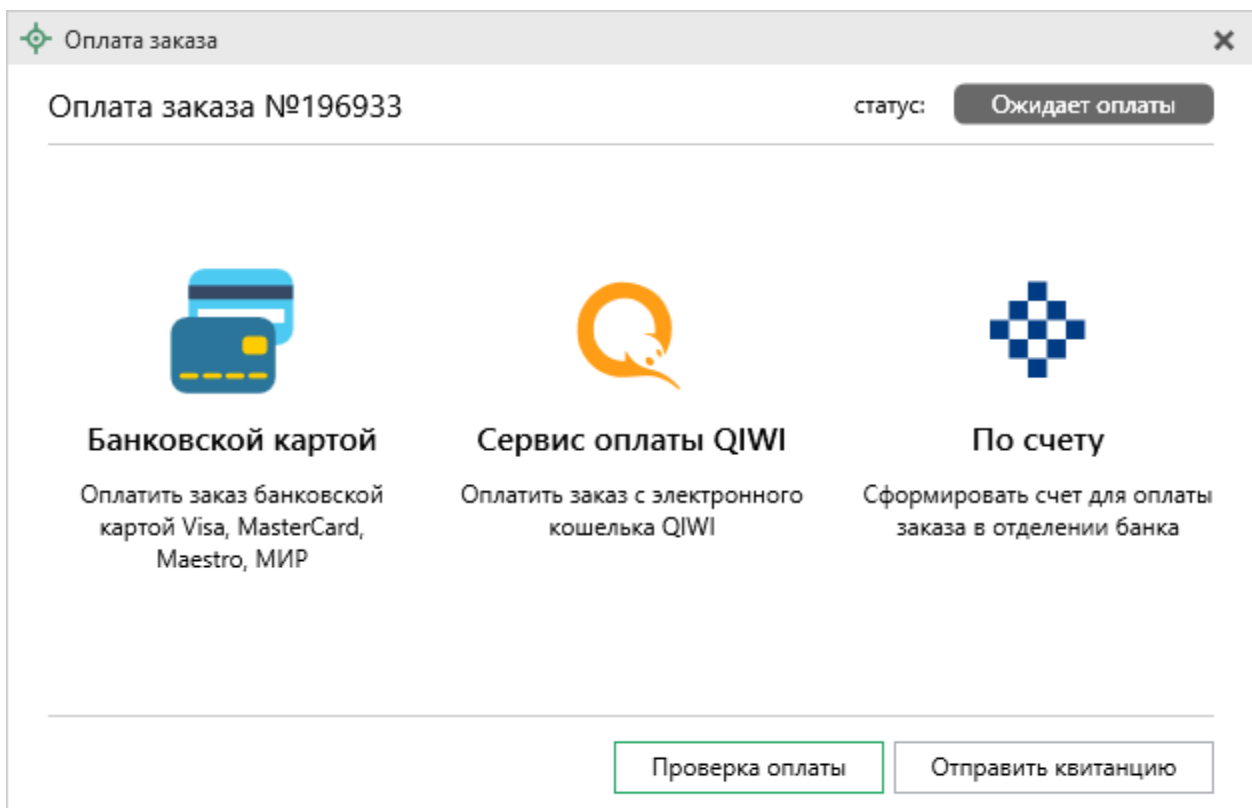 Оплата заказа
Оплата заказа №196933
статус:
Ожидает оплаты
Банковской картой
Оплатить заказ банковской
картой Visa, MasterCard,
Maestro, МИР
Сервис оплаты QIWI
Оплатить заказ с электронного
кошелька QIWI
По счету
Сформировать счет для оплаты
заказа в отделении банка
Проверка оплаты
Отправить квитанцию